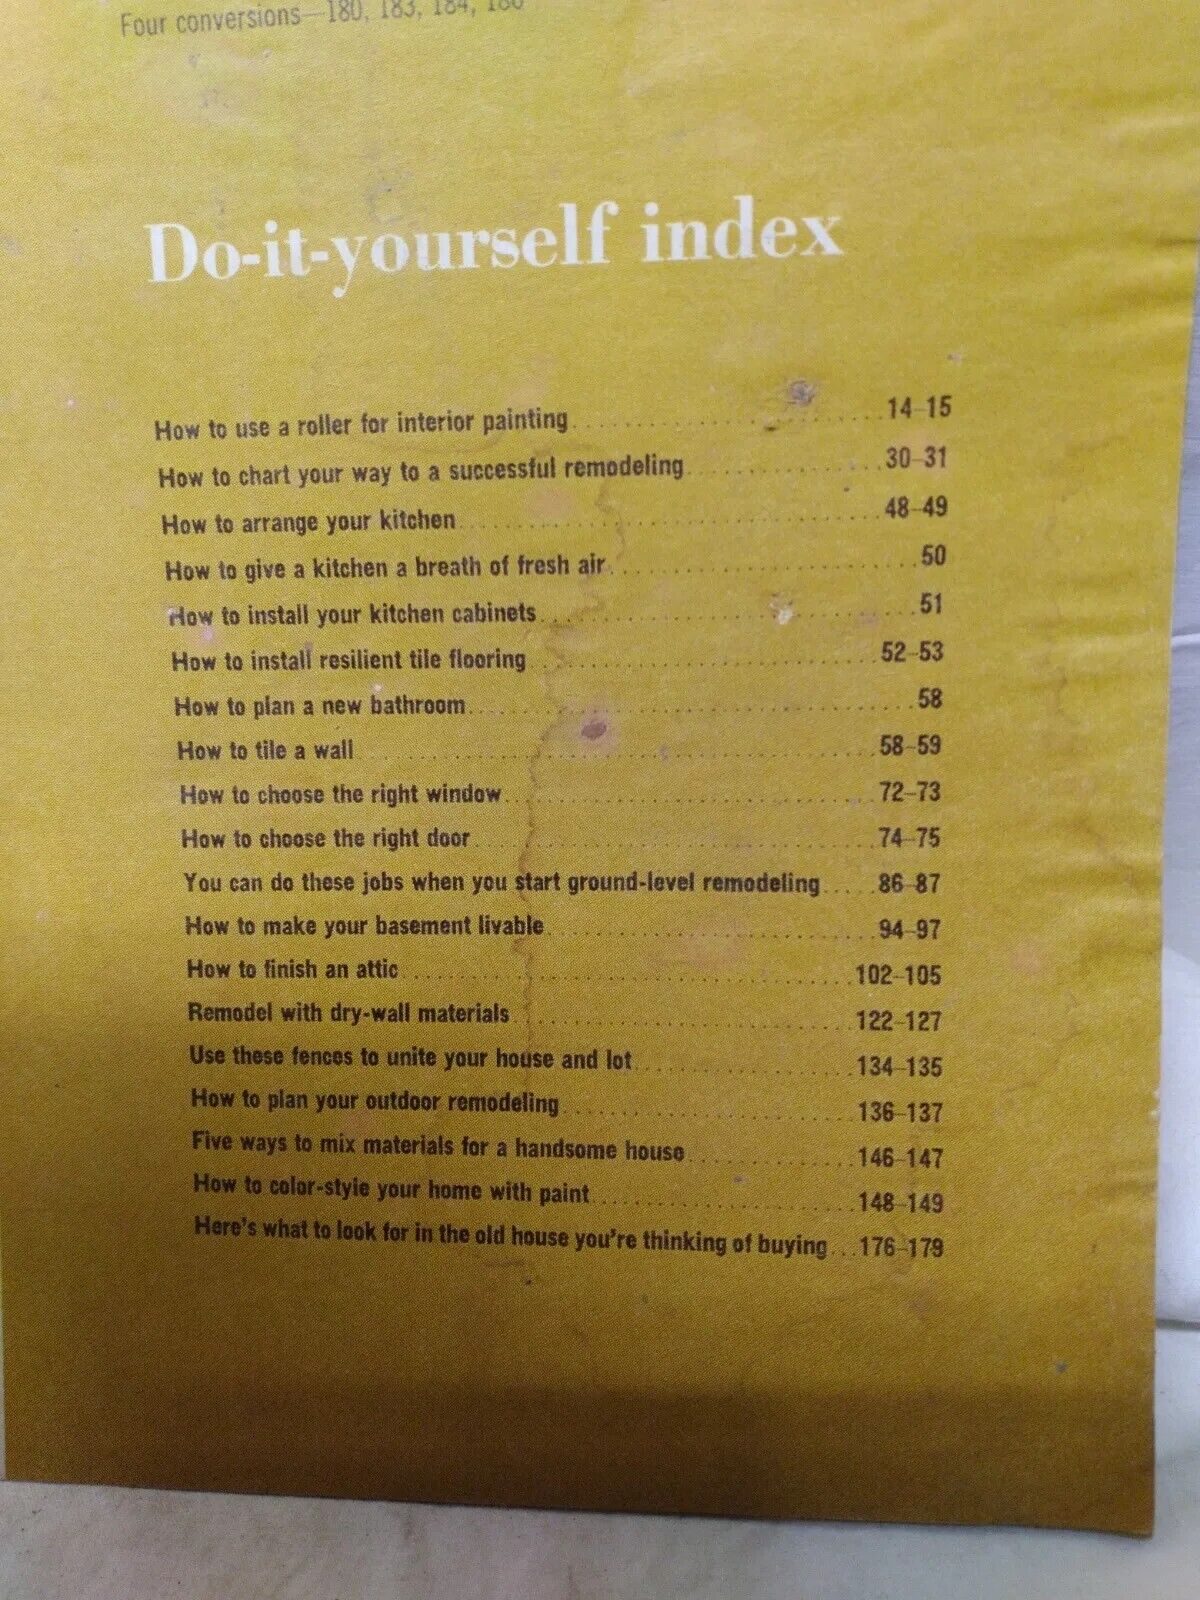 Four conversions—180, 183, 184, 186
Do-it-yourself index
How to use a roller for interior painting 14–15
How to chart your way to a successful remodeling 30–31
How to arrange your kitchen 48–49
How to give a kitchen a breath of fresh air 50
How to install your kitchen cabinets 51
How to install resilient tile flooring 52–53
How to plan a new bathroom 58
How to tile a wall 58–59
How to choose the right window 72–73
How to choose the right door 74–75
You can do these jobs when you start ground-level remodeling 86–87
How to make your basement livable 94–97
How to finish an attic 102–105
Remodel with dry-wall materials 122–127
Use these fences to unite your house and lot 134–135
How to plan your outdoor remodeling 136–137
Five ways to mix materials for a handsome house 146–147
How to color-style your home with paint 148–149
Here's what to look for in the old house you're thinking of buying 176–179